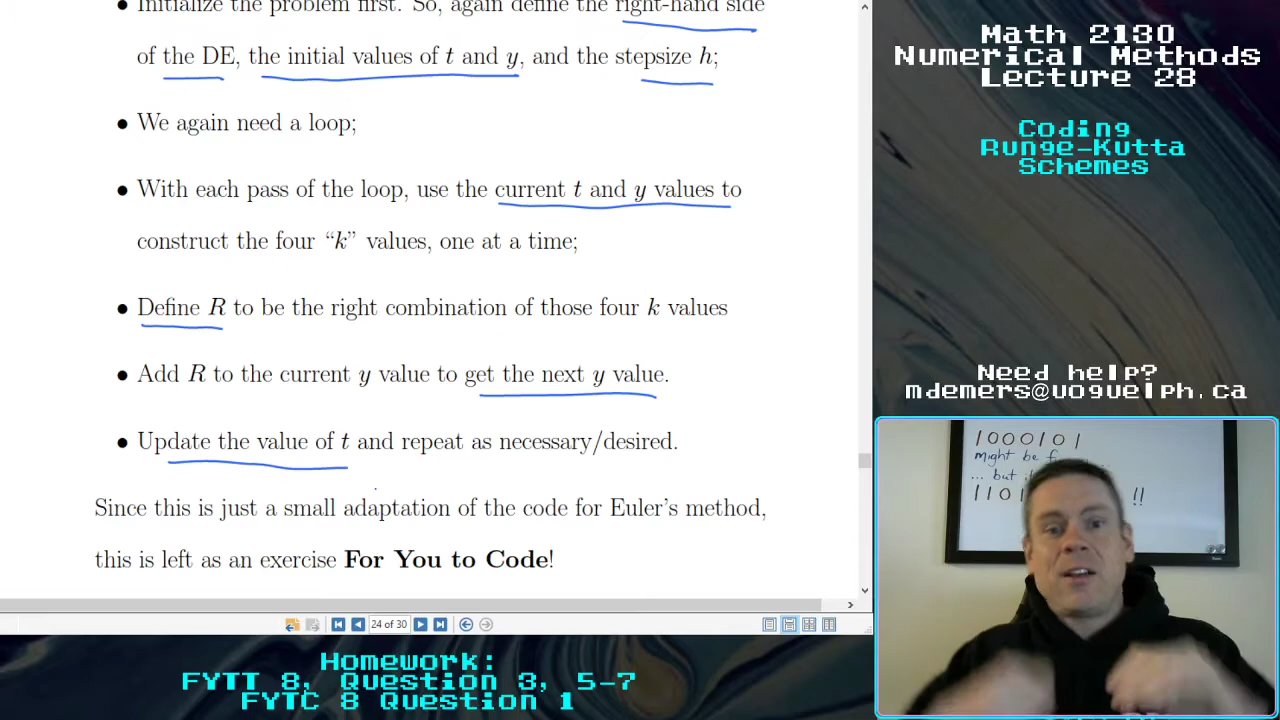 • Initialize the problem first. So, again define the right-hand side
of the DE, the initial values of t and y, and the stepsize h;
• We again need a loop;
• With each pass of the loop, use the current t and y values to
construct the four “k” values, one at a time;
• Define R to be the right combination of those four k values
• Add R to the current y value to get the next y value.
• Update the value of t and repeat as necessary/desired.
Since this is just a small adaptation of the code for Euler's method,
this is left as an exercise For You to Code!
24 of 30
Math 2130
Numerical Methods
Lecture 28
Coding
Runge-Kutta
Schemes
Need help?
mdemers@uoguelph.ca
1000101
might be f
... but i
1101 !!
Homework:
FYTT 8, Question 3, 5-7
FYTC 8 Question 1